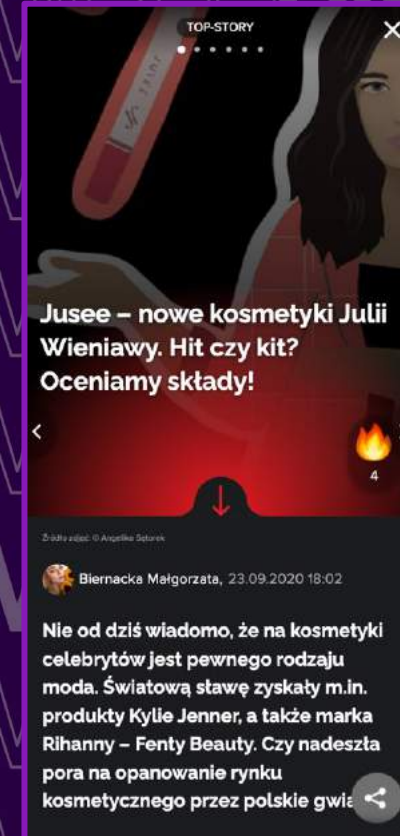 TOP-STORY
JUSEE
Jusee – nowe kosmetyki Julii
Wieniawy. Hit czy kit?
Oceniamy składy!
4
Źródło zdjęć: © Angelika Sętorek
Biernacka Małgorzata, 23.09.2020 18:02
Nie od dziś wiadomo, że na kosmetyki
celebrytów jest pewnego rodzaju
moda. Światową sławę zyskały m.in.
produkty Kylie Jenner, a także marka
Rihanny – Fenty Beauty. Czy nadeszła
pora na opanowanie rynku
kosmetycznego przez polskie gwia